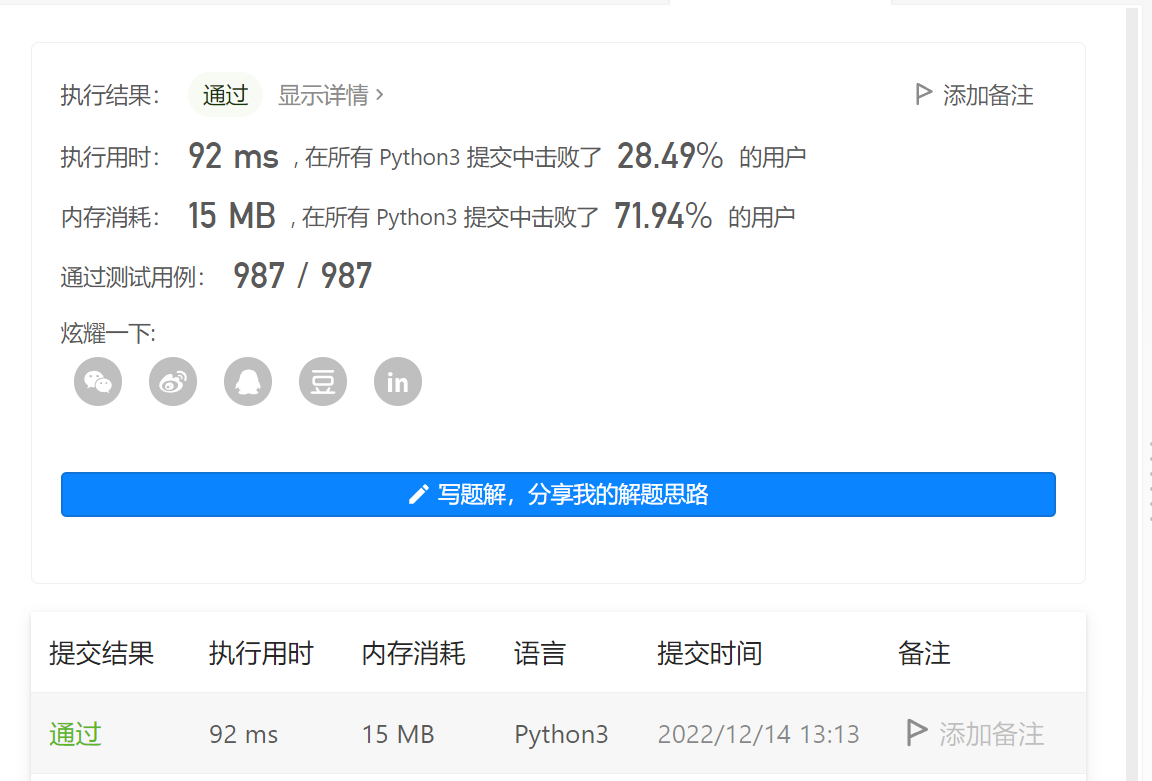 执行结果： 通过 显示详情 > 添加备注
执行用时： 92 ms , 在所有 Python3 提交中击败了 28.49% 的用户
内存消耗： 15 MB , 在所有 Python3 提交中击败了 71.94% 的用户
通过测试用例： 987 / 987
炫耀一下:
豆 in
写题解，分享我的解题思路
提交结果 执行用时 内存消耗 语言 提交时间 备注
通过 92 ms 15 MB Python3 2022/12/14 13:13 添加备注